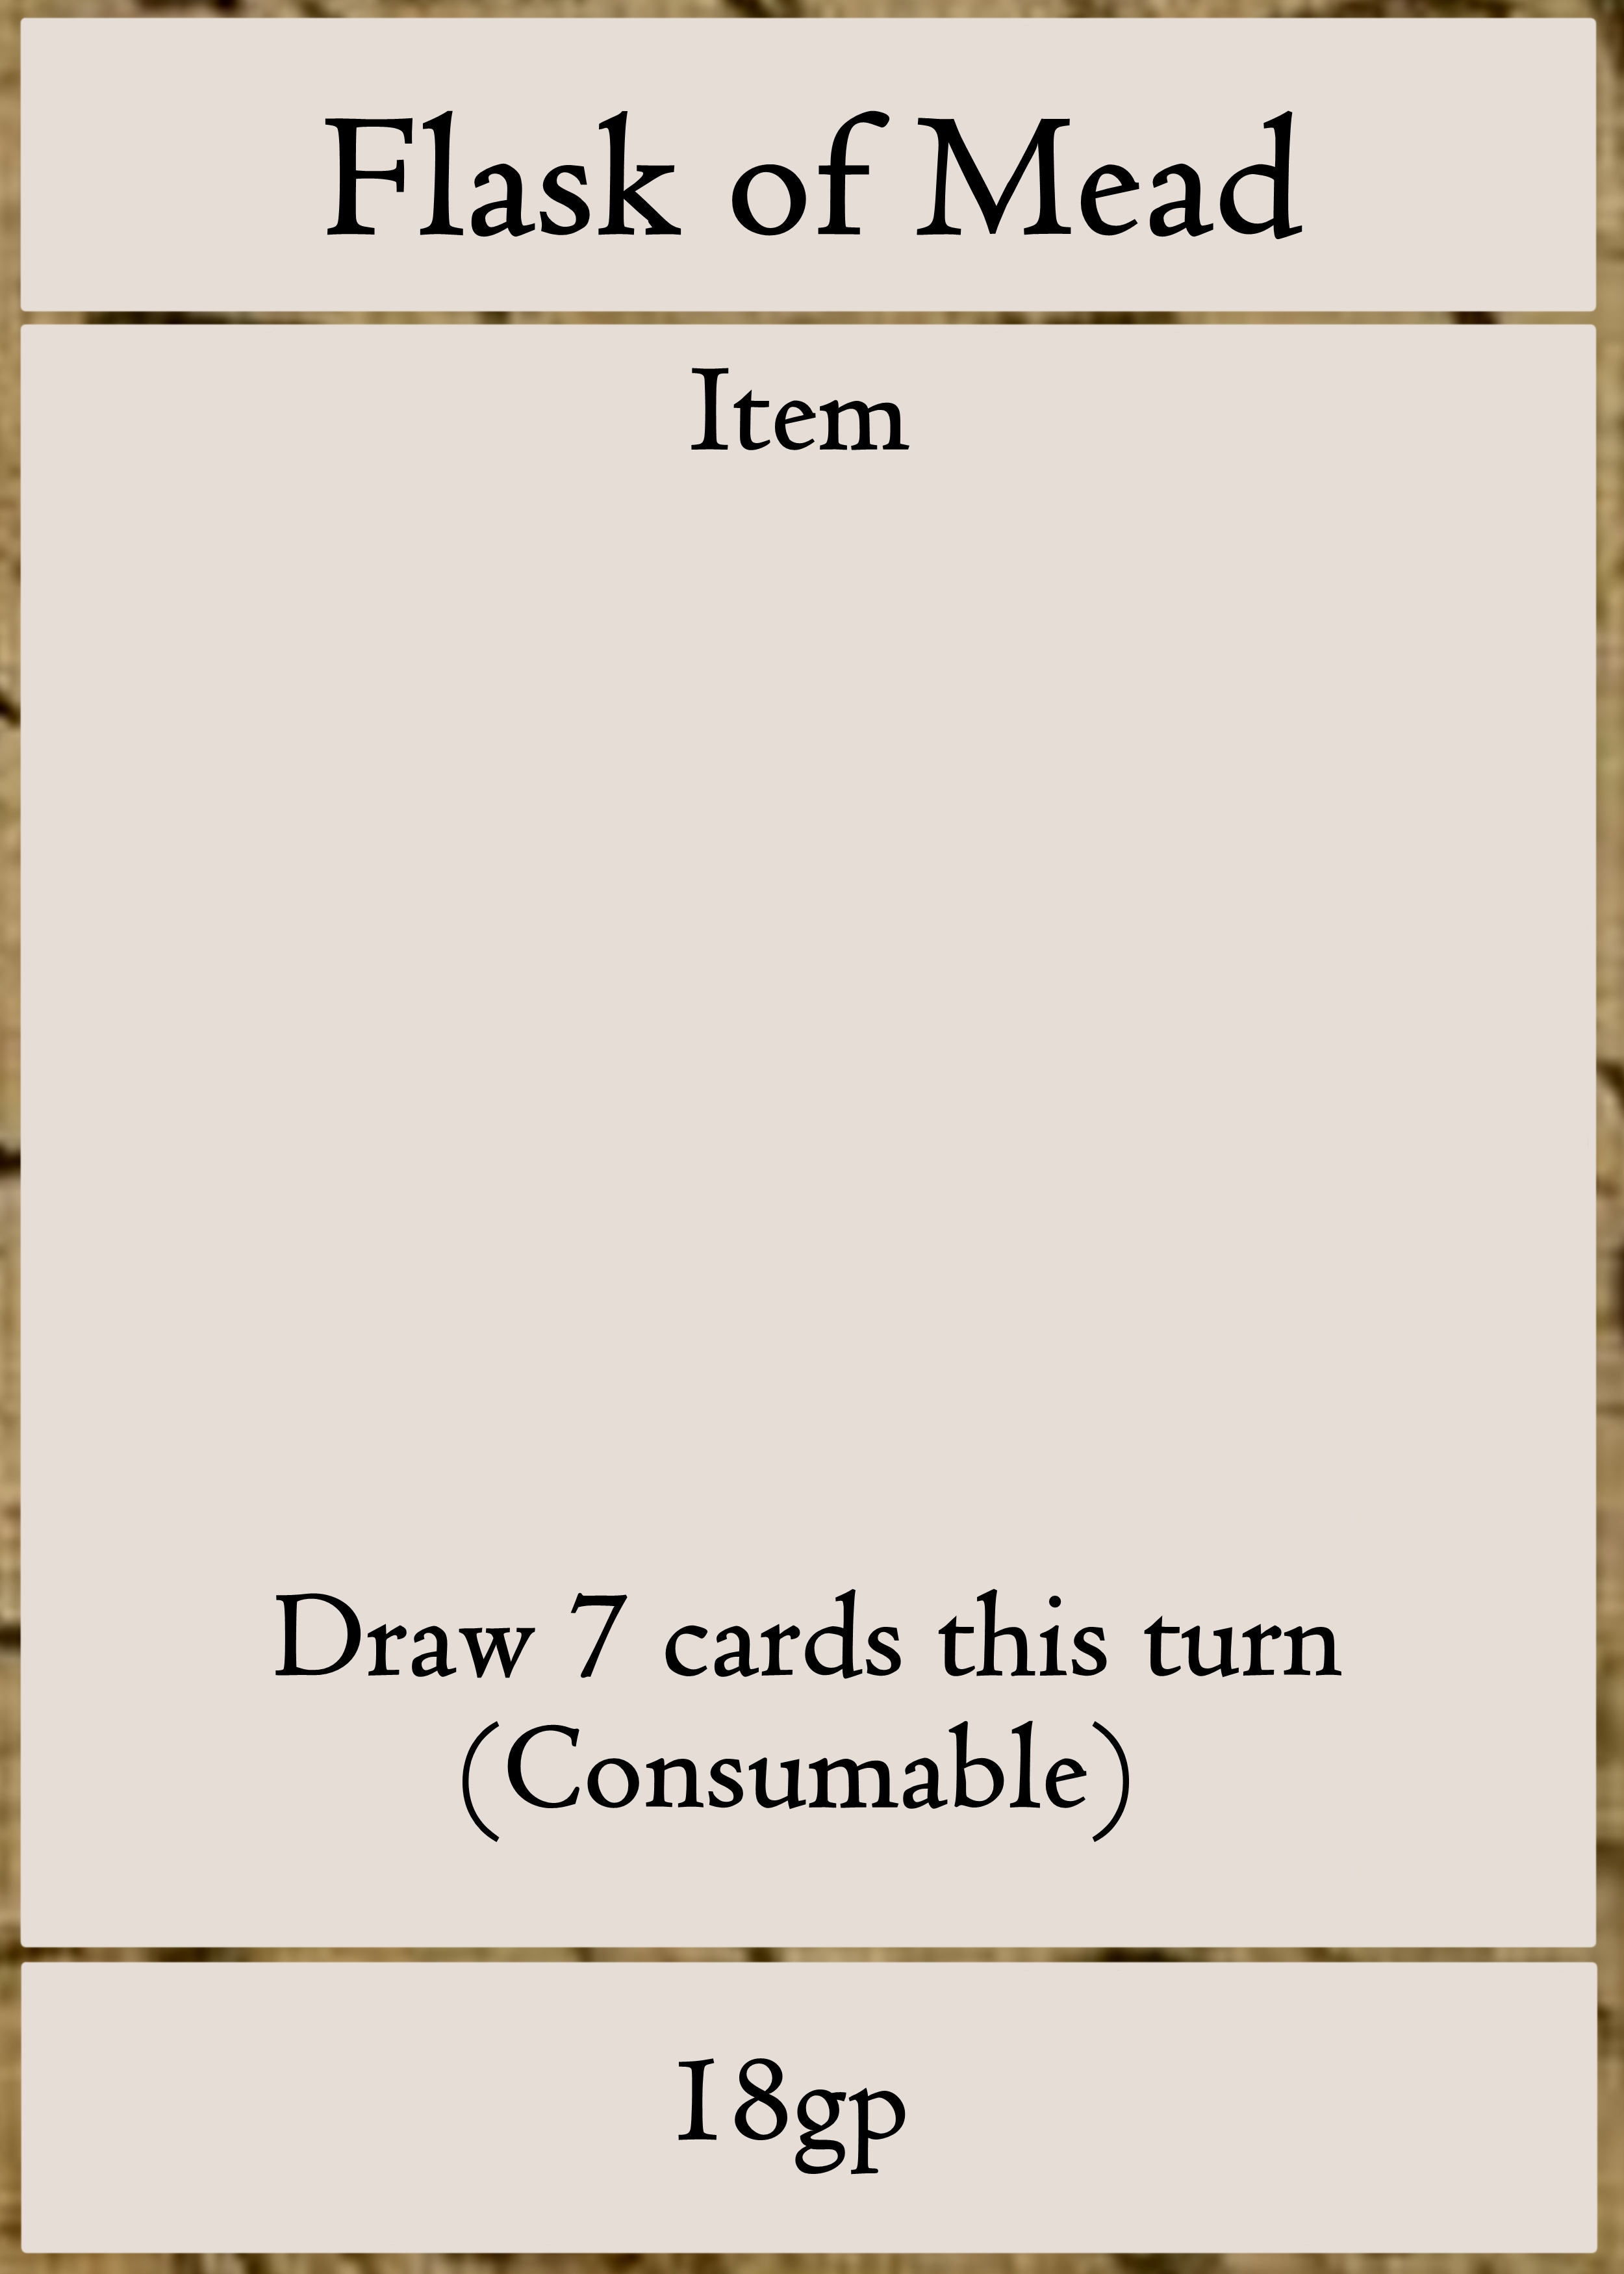 Flask of Mead
Item
Draw 7 cards this turn
(Consumable)
18gp